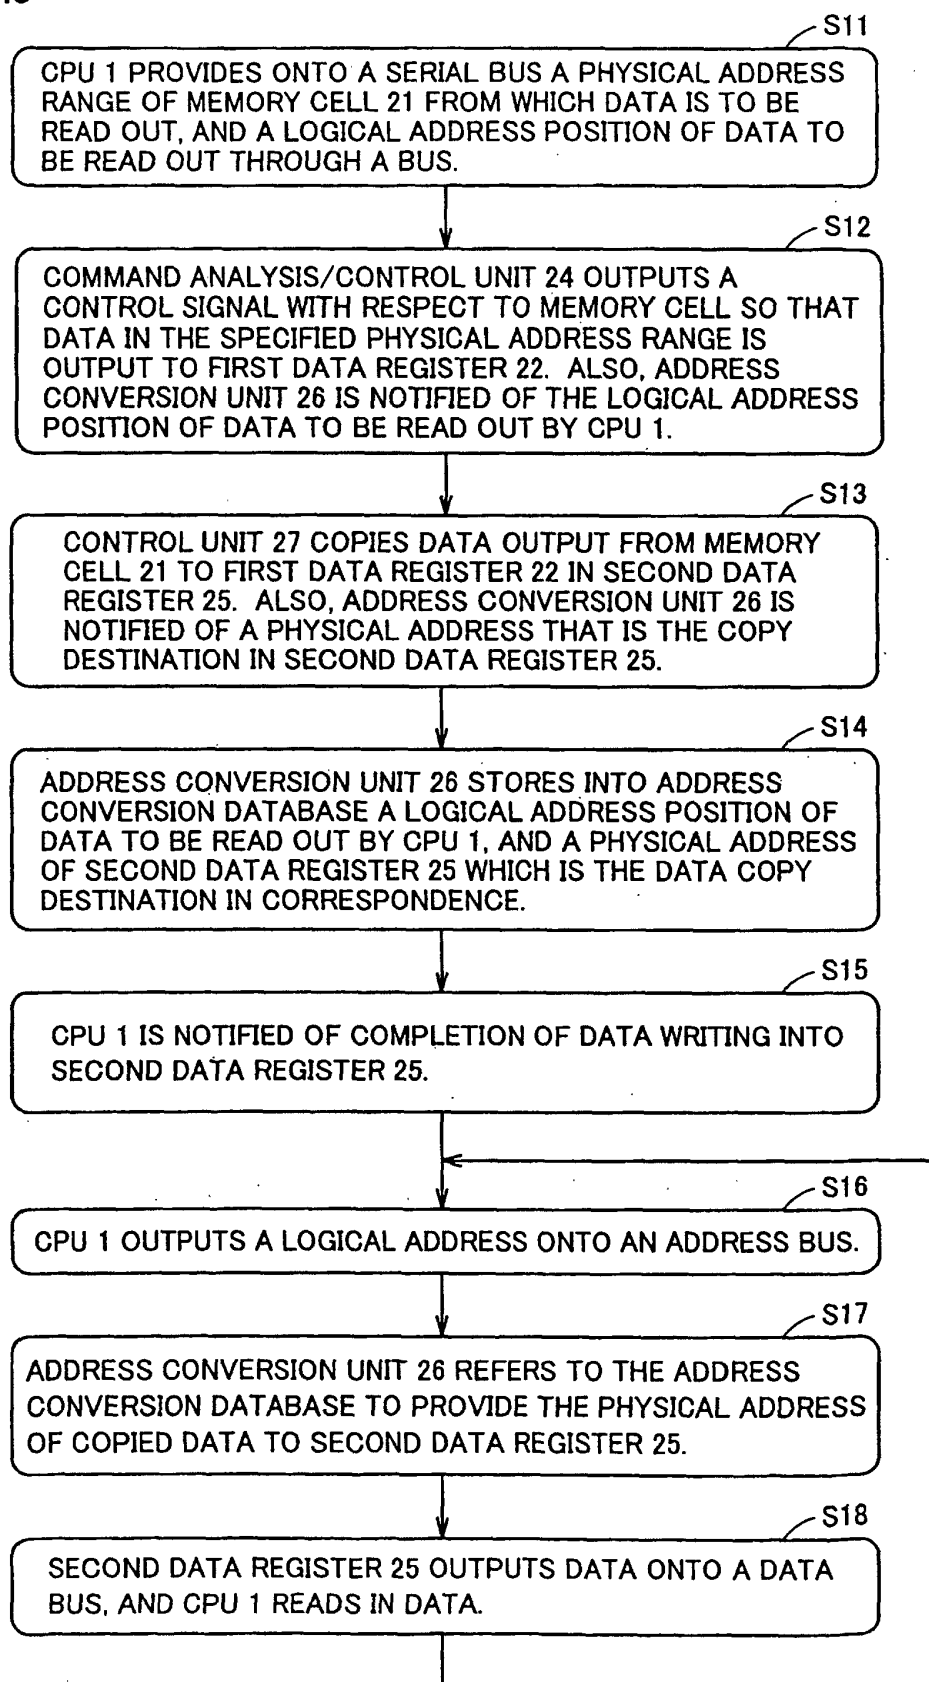 S11
CPU 1 PROVIDES ONTO A SERIAL BUS A PHYSICAL ADDRESS
RANGE OF MEMORY CELL 21 FROM WHICH DATA IS TO BE
READ OUT, AND A LOGICAL ADDRESS POSITION OF DATA TO
BE READ OUT THROUGH A BUS.
S12
COMMAND ANALYSIS/CONTROL UNIT 24 OUTPUTS A
CONTROL SIGNAL WITH RESPECT TO MEMORY CELL SO THAT
DATA IN THE SPECIFIED PHYSICAL ADDRESS RANGE IS
OUTPUT TO FIRST DATA REGISTER 22. ALSO, ADDRESS
CONVERSION UNIT 26 IS NOTIFIED OF THE LOGICAL ADDRESS
POSITION OF DATA TO BE READ OUT BY CPU 1.
S13
CONTROL UNIT 27 COPIES DATA OUTPUT FROM MEMORY
CELL 21 TO FIRST DATA REGISTER 22 IN SECOND DATA
REGISTER 25. ALSO, ADDRESS CONVERSION UNIT 26 IS
NOTIFIED OF A PHYSICAL ADDRESS THAT IS THE COPY
DESTINATION IN SECOND DATA REGISTER 25.
S14
ADDRESS CONVERSION UNIT 26 STORES INTO ADDRESS
CONVERSION DATABASE A LOGICAL ADDRESS POSITION OF
DATA TO BE READ OUT BY CPU 1, AND A PHYSICAL ADDRESS
OF SECOND DATA REGISTER 25 WHICH IS THE DATA COPY
DESTINATION IN CORRESPONDENCE.
S15
CPU 1 IS NOTIFIED OF COMPLETION OF DATA WRITING INTO
SECOND DATA REGISTER 25.
S16
CPU 1 OUTPUTS A LOGICAL ADDRESS ONTO AN ADDRESS BUS.
S17
ADDRESS CONVERSION UNIT 26 REFERS TO THE ADDRESS
CONVERSION DATABASE TO PROVIDE THE PHYSICAL ADDRESS
OF COPIED DATA TO SECOND DATA REGISTER 25.
S18
SECOND DATA REGISTER 25 OUTPUTS DATA ONTO A DATA
BUS, AND CPU 1 READS IN DATA.